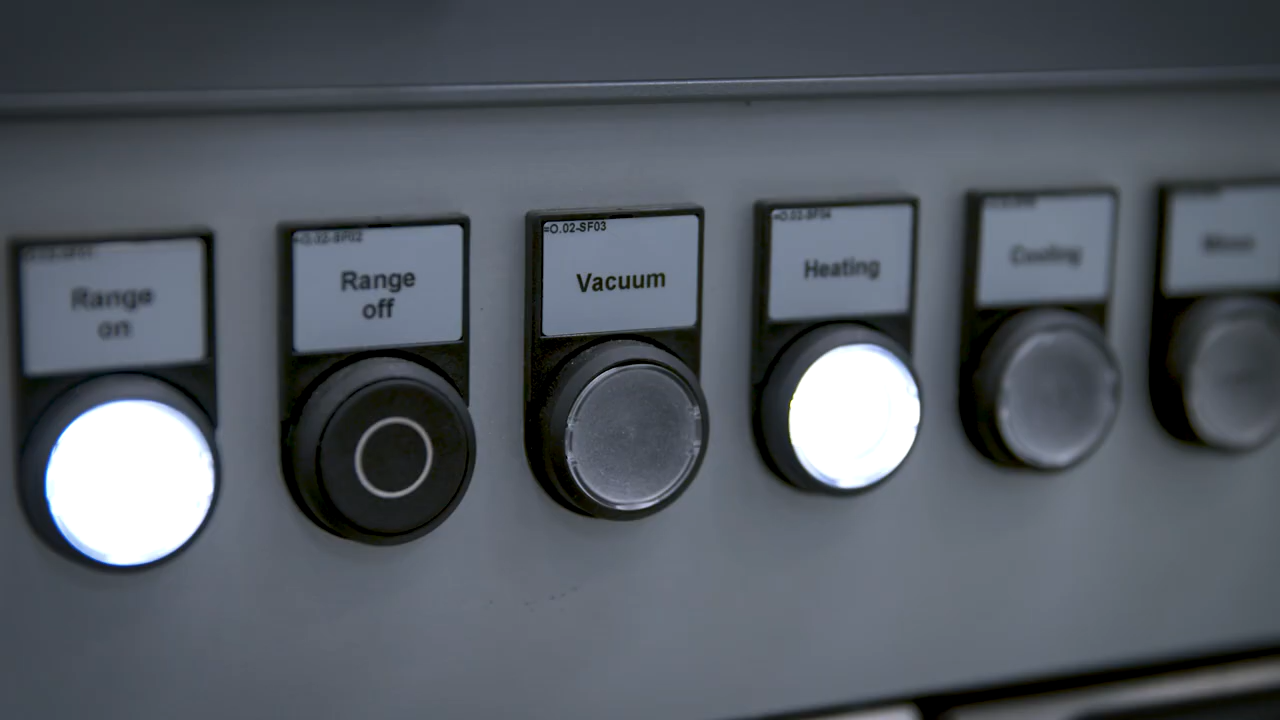 Range
on
=O.02-SF02
Range
off
=O.02-SF03
Vacuum
=O.02-SF04
Heating
Cooling